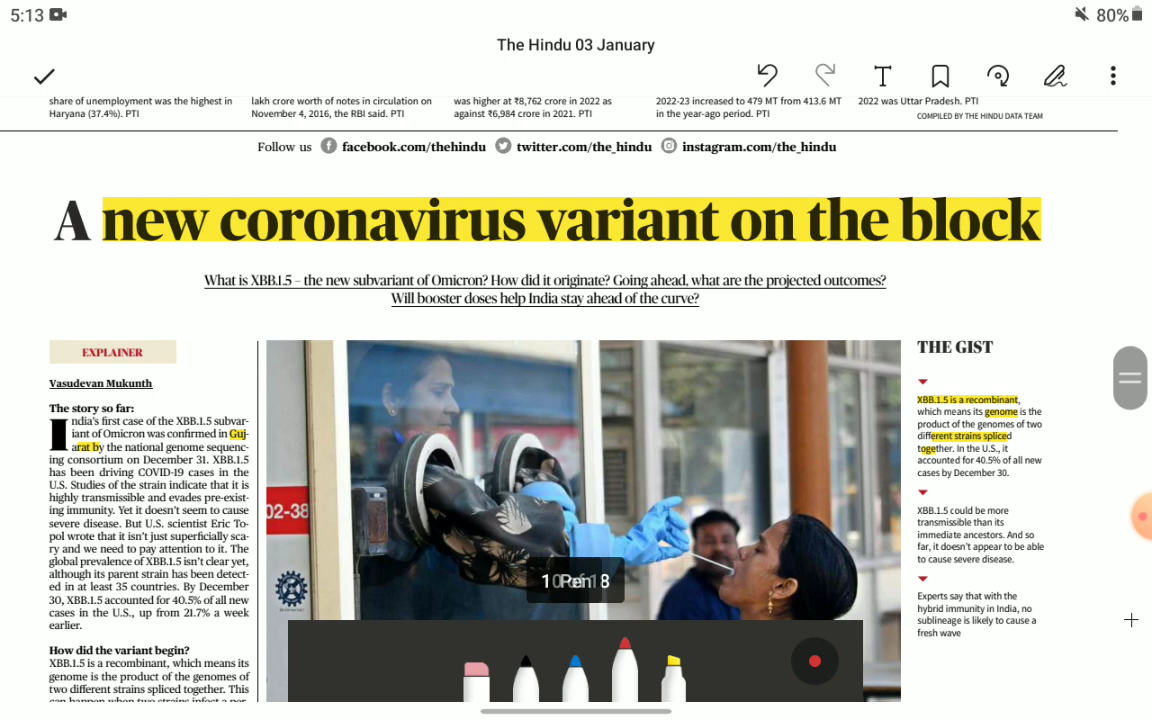 5:13
80%
The Hindu 03 January
share of unemployment was the highest in
Haryana (37.4%). PTI
lakh crore worth of notes in circulation on
November 4, 2016, the RBI said. PTI
was higher at ₹8,762 crore in 2022 as
against ₹6,984 crore in 2021. PTI
2022-23 increased to 479 MT from 413.6 MT
in the year-ago period. PTI
2022 was Uttar Pradesh. PTI
COMPILED BY THE HINDU DATA TEAM
Follow us facebook.com/thehindu twitter.com/the_hindu instagram.com/the_hindu
A new coronavirus variant on the block
What is XBB.1.5 – the new subvariant of Omicron? How did it originate? Going ahead, what are the projected outcomes?
Will booster doses help India stay ahead of the curve?
EXPLAINER
Vasudevan Mukunth
The story so far:
India's first case of the XBB.1.5 subvar-
iant of Omicron was confirmed in Guj-
arat by the national genome sequenc-
ing consortium on December 31. XBB.1.5
has been driving COVID-19 cases in the
U.S. Studies of the strain indicate that it is
highly transmissible and evades pre-exist-
ing immunity. Yet it doesn't seem to cause
severe disease. But U.S. scientist Eric To-
pol wrote that it isn't just superficially sca-
ry and we need to pay attention to it. The
global prevalence of XBB.1.5 isn't clear yet,
although its parent strain has been detect-
ed in at least 35 countries. By December
30, XBB.1.5 accounted for 40.5% of all new
cases in the U.S., up from 21.7% a week
earlier.
How did the variant begin?
XBB.1.5 is a recombinant, which means its
genome is the product of the genomes of
two different strains spliced together. This
can happen when two strains infect a per-
02-38
Pen 8
THE GIST
XBB.1.5 is a recombinant,
which means its genome is the
product of the genomes of two
different strains spliced
together. In the U.S., it
accounted for 40.5% of all new
cases by December 30.
XBB.1.5 could be more
transmissible than its
immediate ancestors. And so
far, it doesn't appear to be able
to cause severe disease.
Experts say that with the
hybrid immunity in India, no
sublineage is likely to cause a
fresh wave